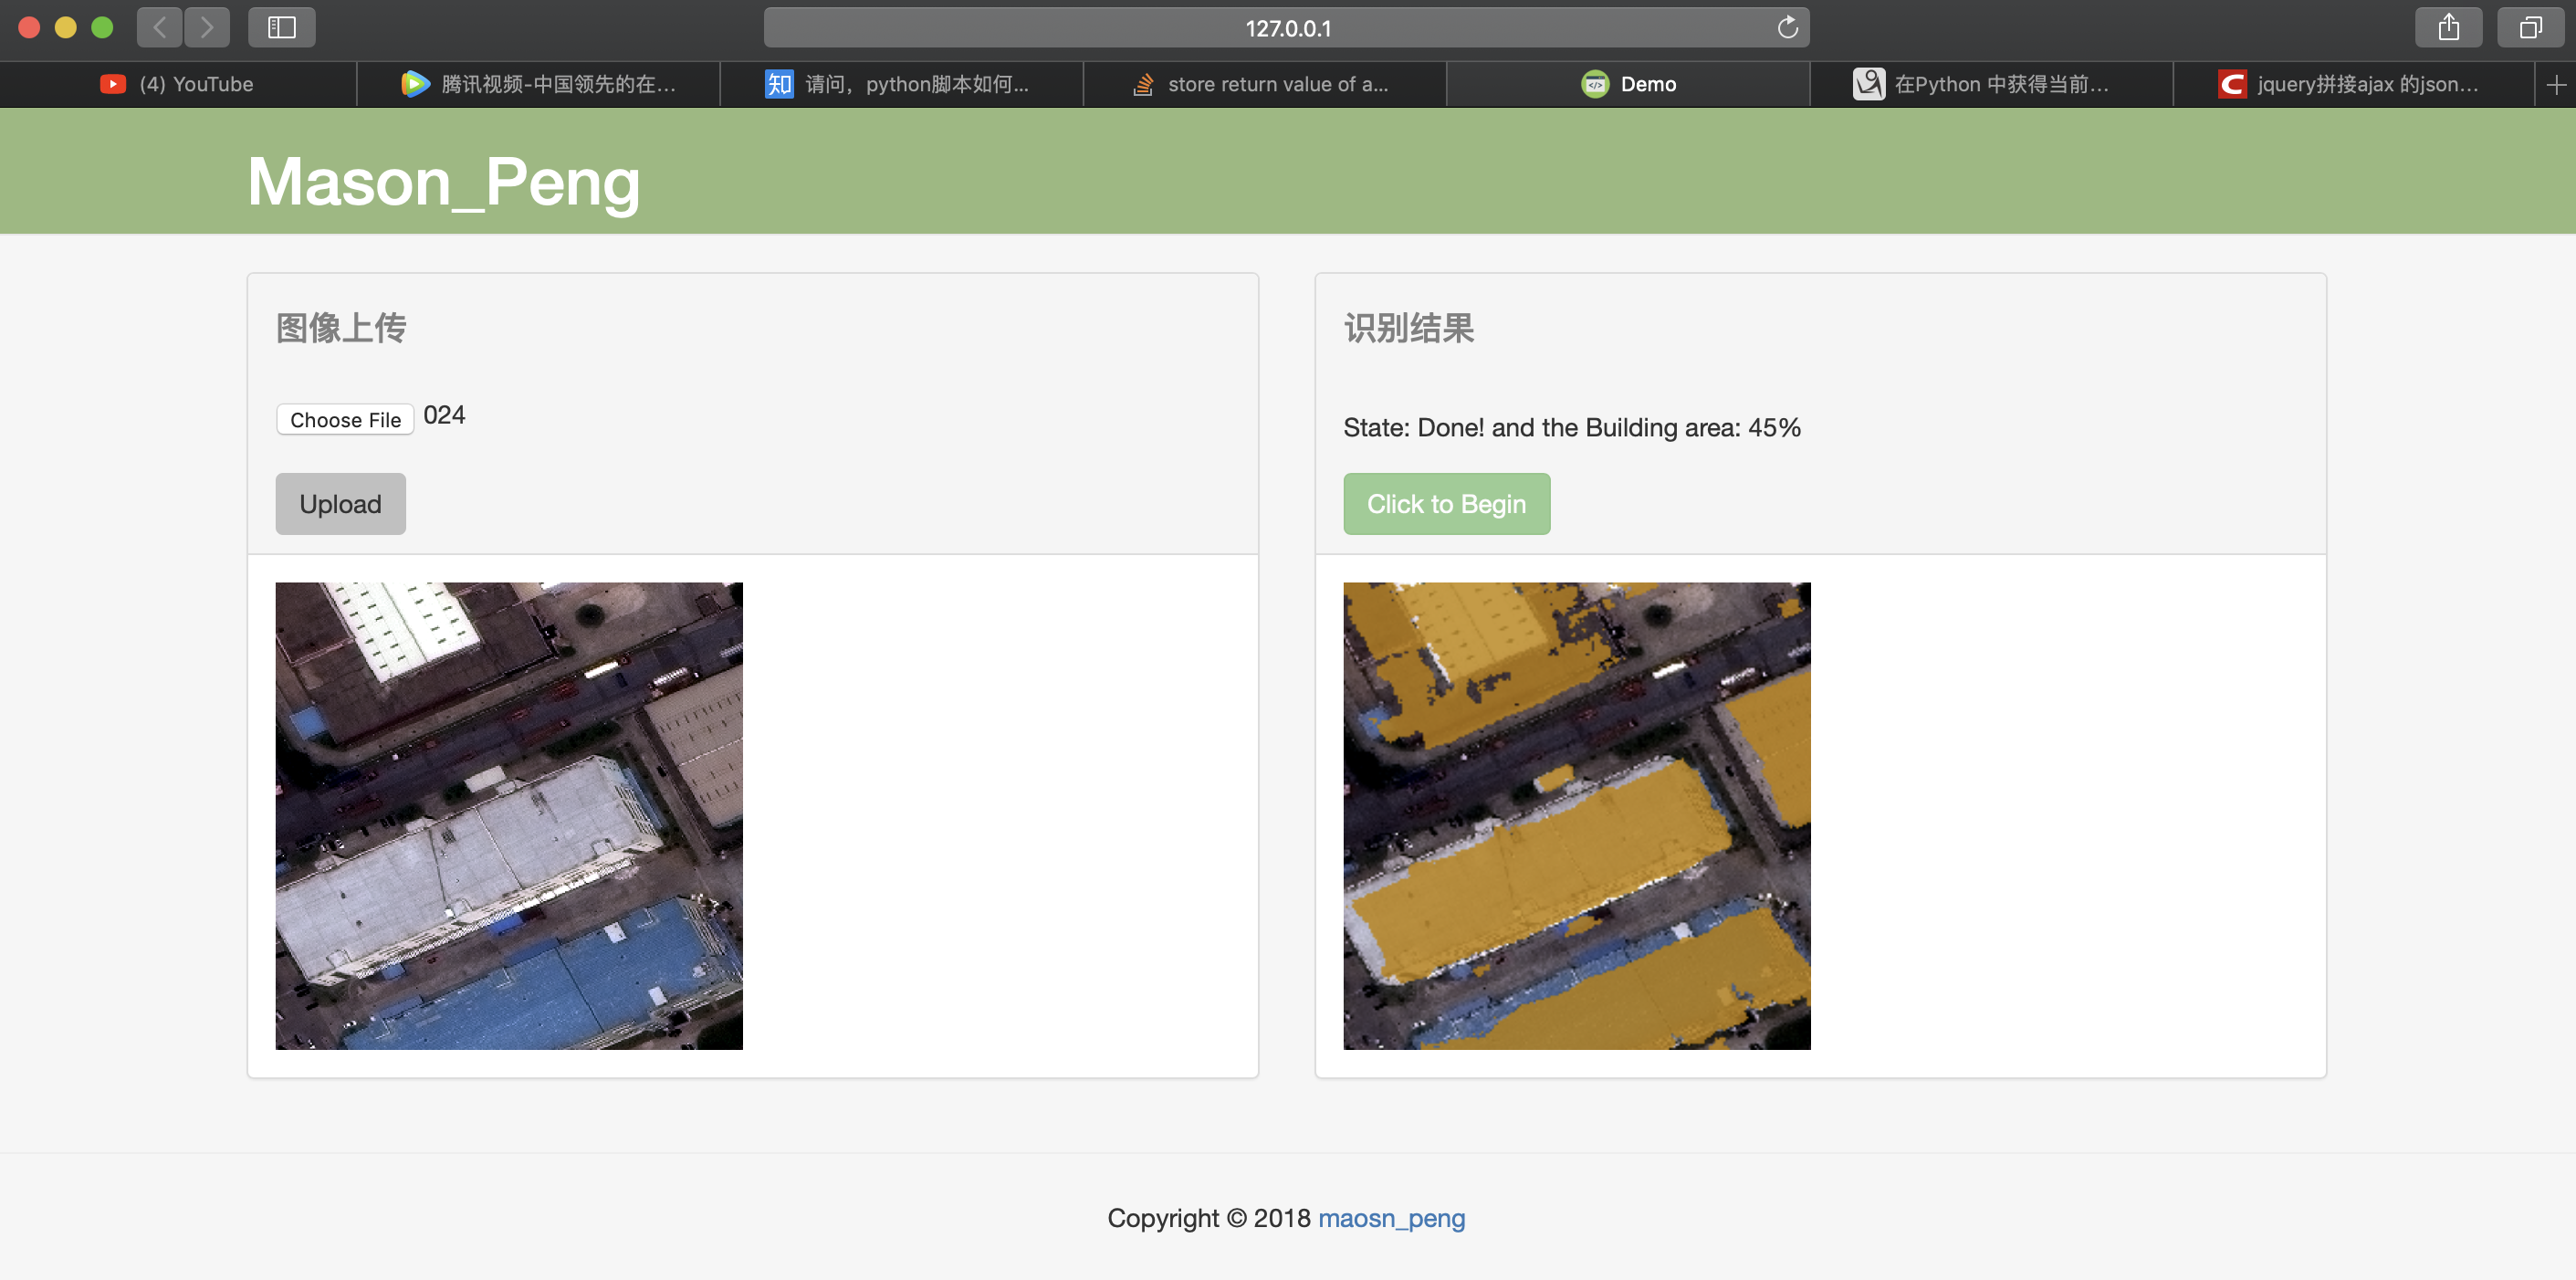 127.0.0.1
(4) YouTube
腾讯视频-中国领先的在...
知 请问，python脚本如何...
store return value of a...
Demo
在Python 中获得当前...
C jquery拼接ajax 的json...
Mason_Peng
图像上传
Choose File 024
Upload
识别结果
State: Done! and the Building area: 45%
Click to Begin
Copyright © 2018 maosn_peng